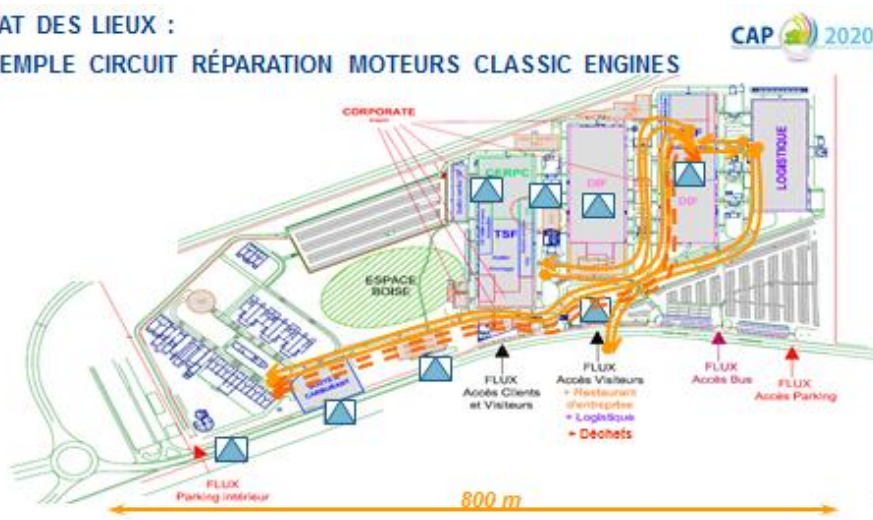 AT DES LIEUX :
EMPLE CIRCUIT RÉPARATION MOTEURS CLASSIC ENGINES
CAP 2020
CORPORATE
CERPC
TSF
DIF
DIF
LOGISTIQUE
ESPACE
BOISE
CARBURANT
FLUX
Accès Clients
et Visiteurs
FLUX
Accès Visiteurs
+ Restaurant
d'entreprise
+ Logistique
+ Déchets
FLUX
Accès Bus
FLUX
Accès Parking
FLUX
Parking intérieur
800 m